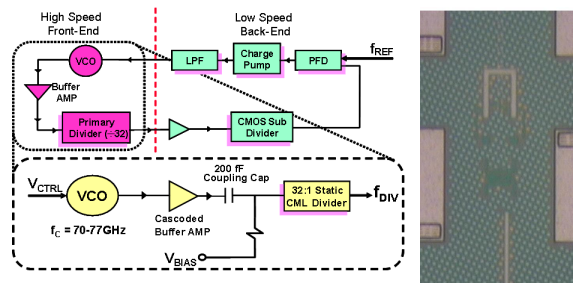 High Speed
Front-End
Low Speed
Back-End
VCO
LPF
Charge
Pump
PFD
fREF
Buffer
AMP
Primary
Divider (÷32)
CMOS Sub
Divider
VCTRL
VCO
fC = 70-77GHz
Cascoded
Buffer AMP
200 fF
Coupling Cap
32:1 Static
CML Divider
fDIV
VBIAS